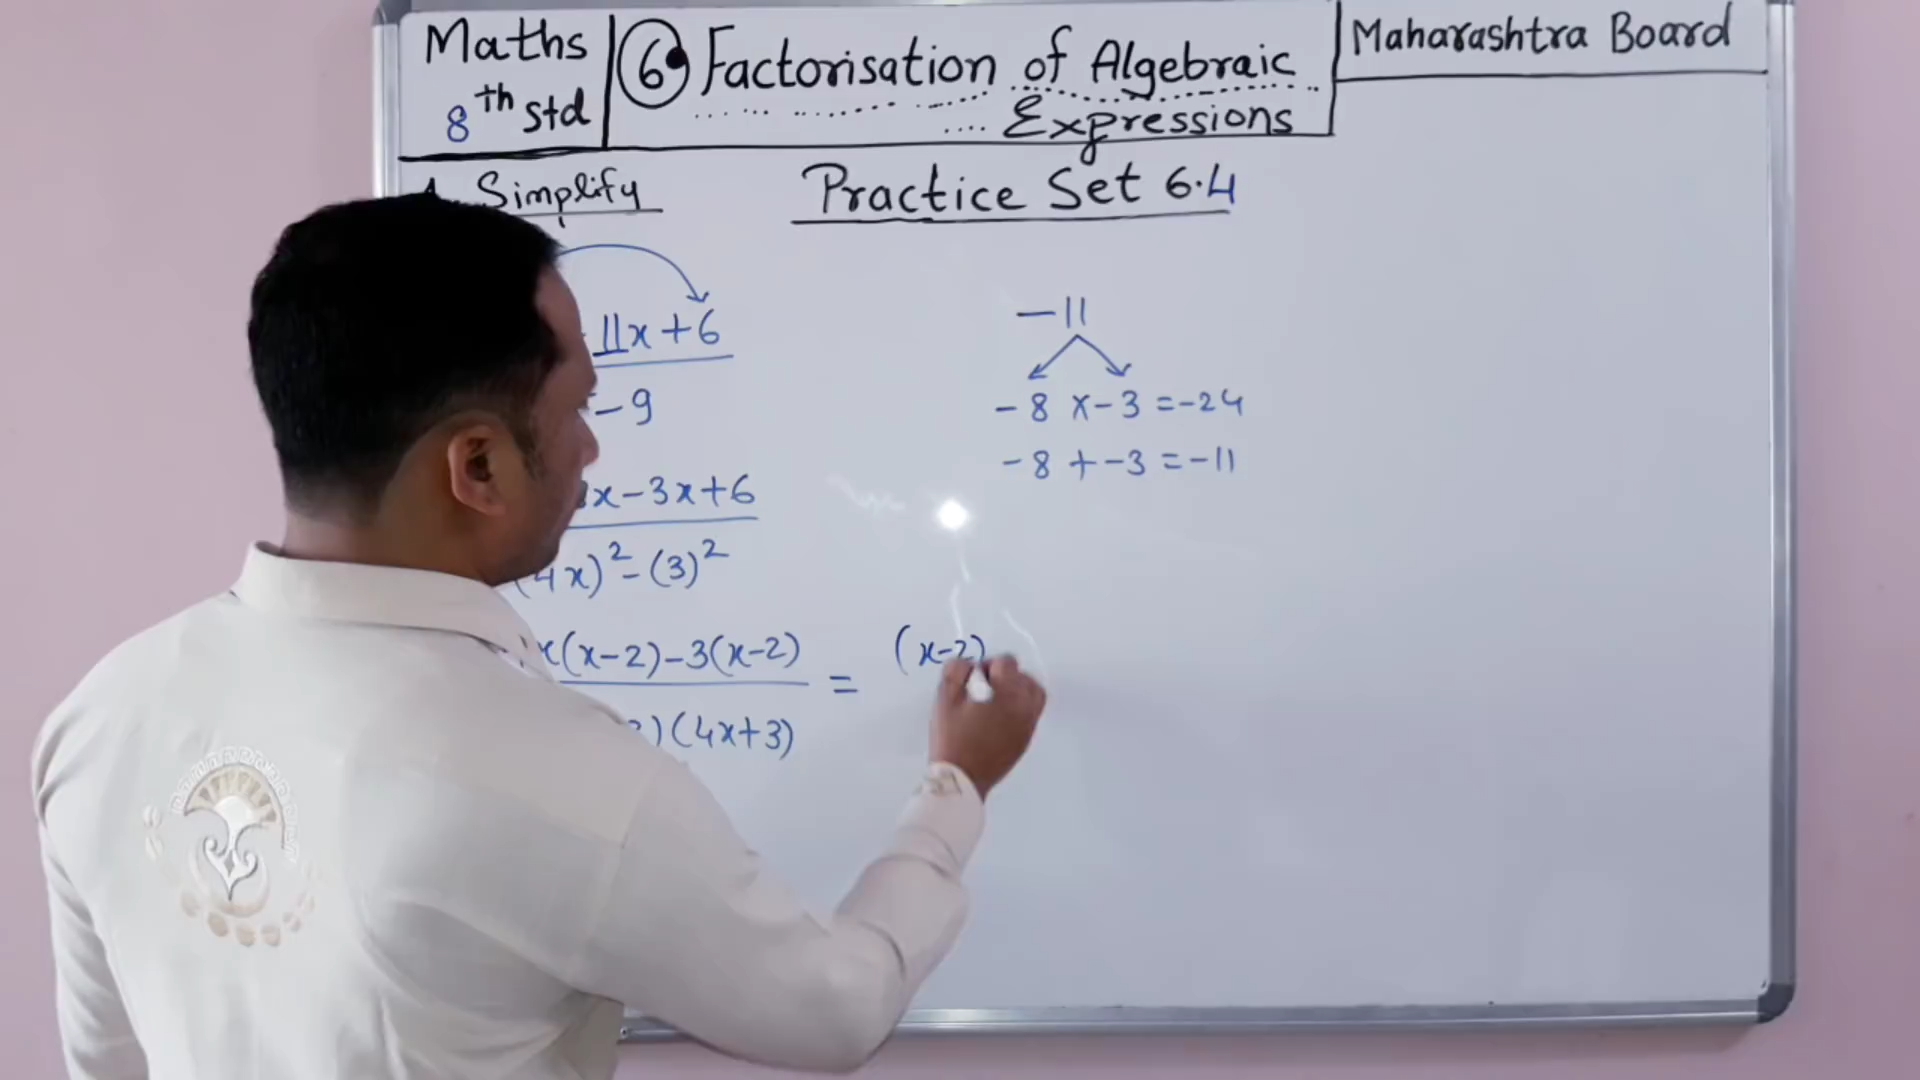 Maths
8th std
6 Factorisation of Algebraic
Expressions
Maharashtra Board
Simplify
Practice Set 6.4
11x+6
-9
-11
-8 x-3 =-24
-8 + -3 =-11
x-3x+6
(4x)²-(3)²
x(x-2)-3(x-2)
)(4x+3)
=
(x-2)